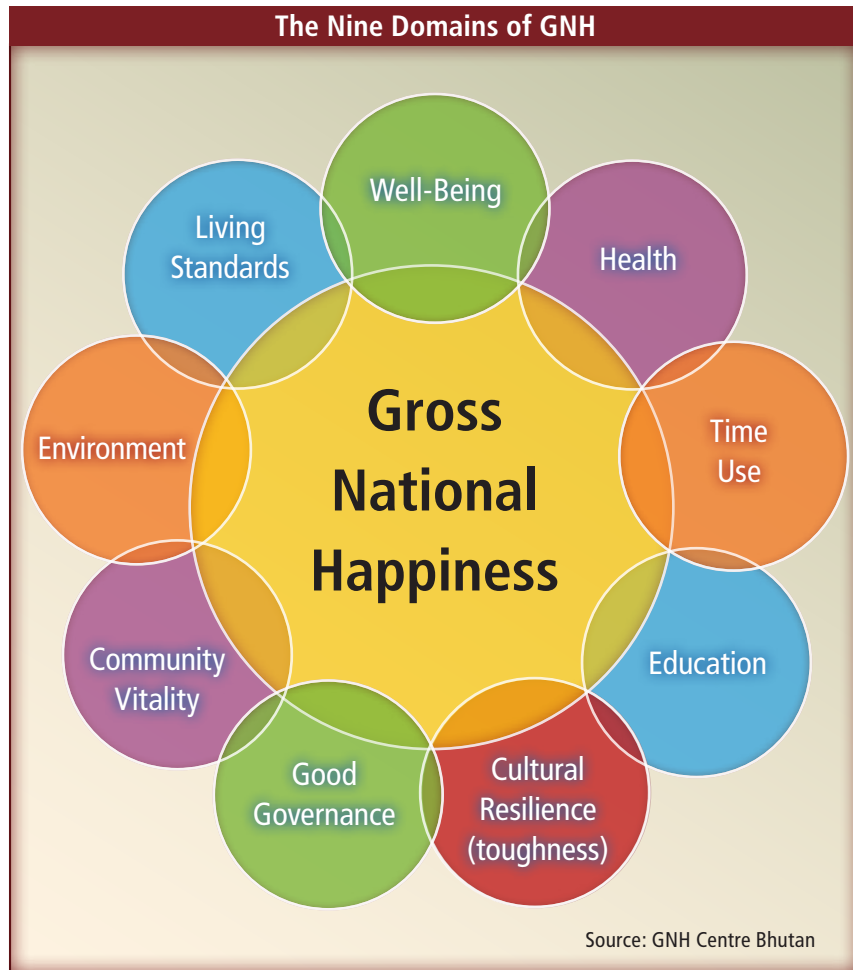 The Nine Domains of GNH
Well-Being
Health
Time
Use
Education
Cultural
Resilience
(toughness)
Good
Governance
Community
Vitality
Environment
Living
Standards
Gross
National
Happiness
Source: GNH Centre Bhutan